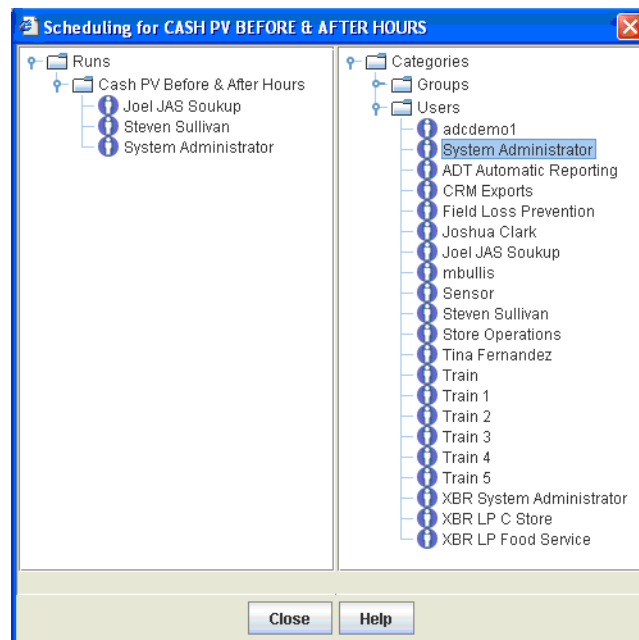 Scheduling for CASH PV BEFORE & AFTER HOURS
Runs
Cash PV Before & After Hours
Joel JAS Soukup
Steven Sullivan
System Administrator
Categories
Groups
Users
adcdemo1
System Administrator
ADT Automatic Reporting
CRM Exports
Field Loss Prevention
Joshua Clark
Joel JAS Soukup
mbullis
Sensor
Steven Sullivan
Store Operations
Tina Fernandez
Train
Train 1
Train 2
Train 3
Train 4
Train 5
XBR System Administrator
XBR LP C Store
XBR LP Food Service
Close
Help